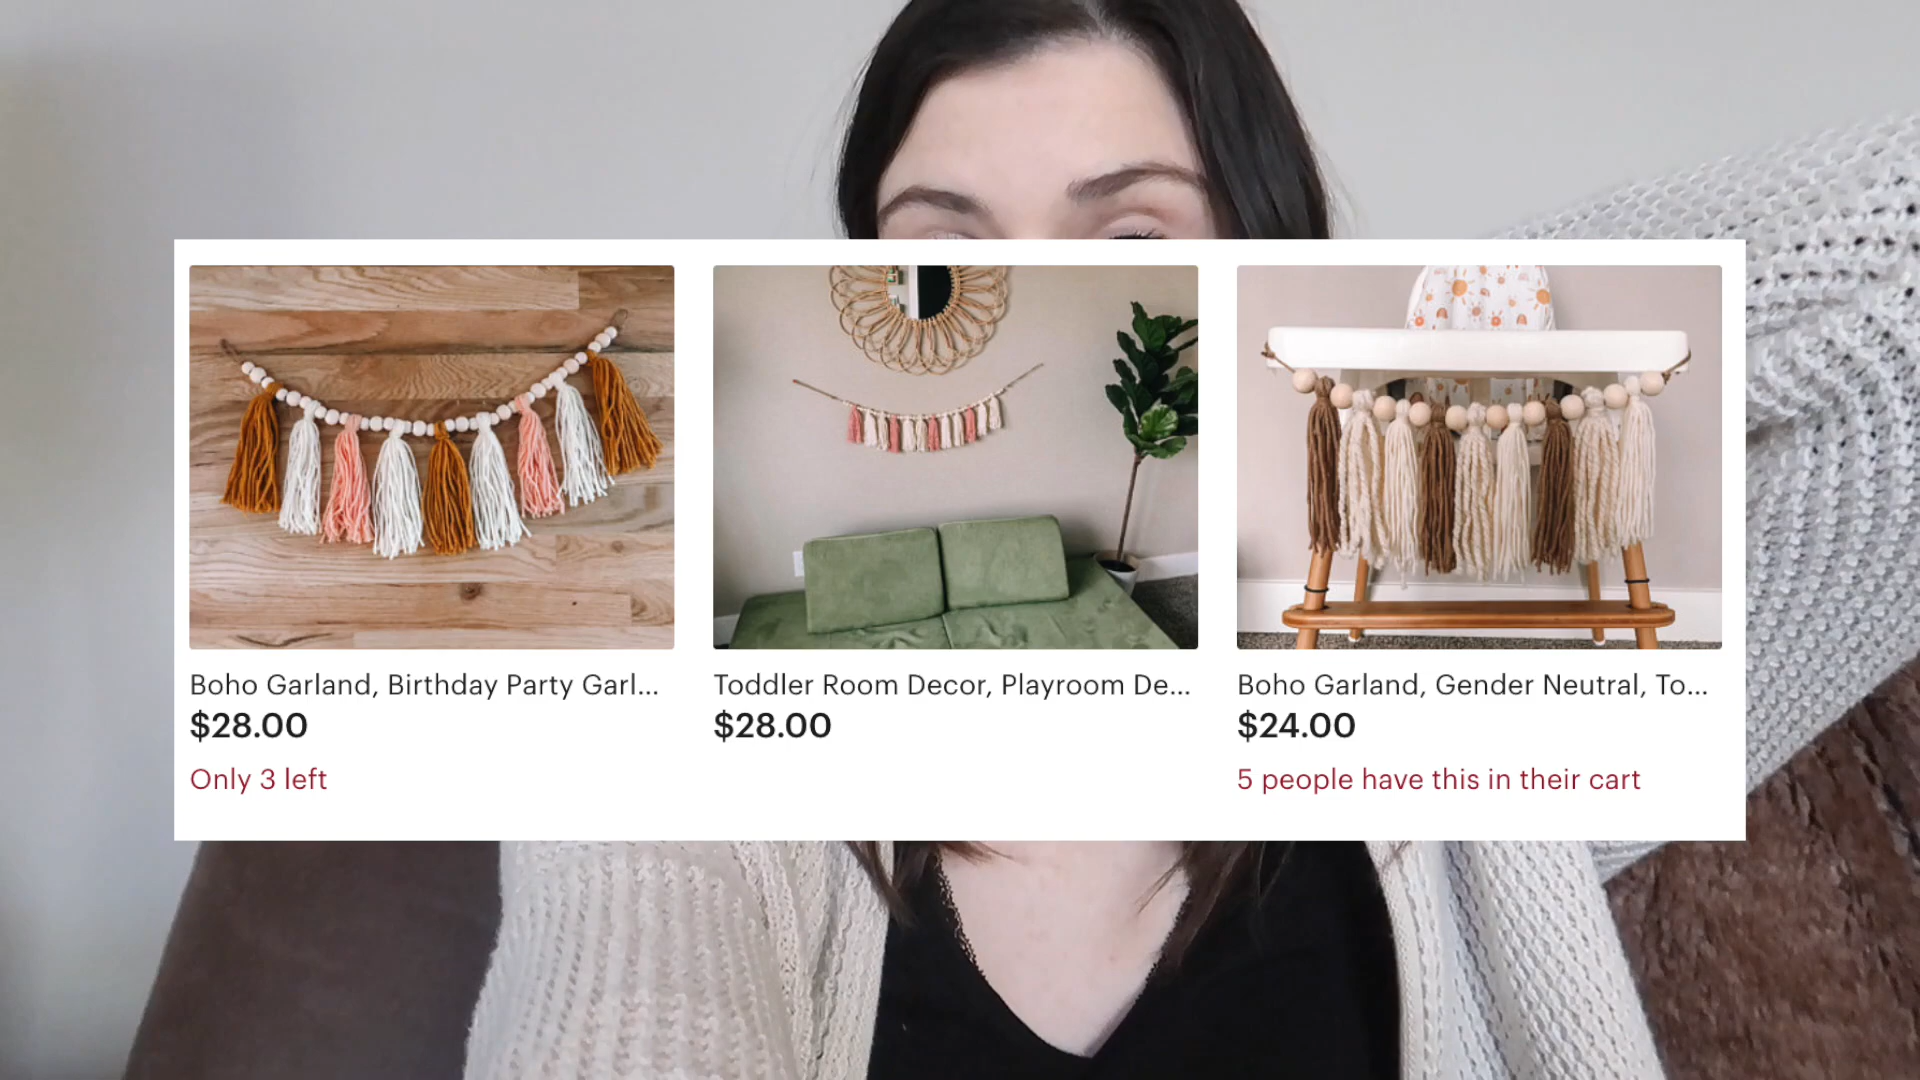 Boho Garland, Birthday Party Garl...
$28.00
Only 3 left
Toddler Room Decor, Playroom De...
$28.00
Boho Garland, Gender Neutral, To...
$24.00
5 people have this in their cart